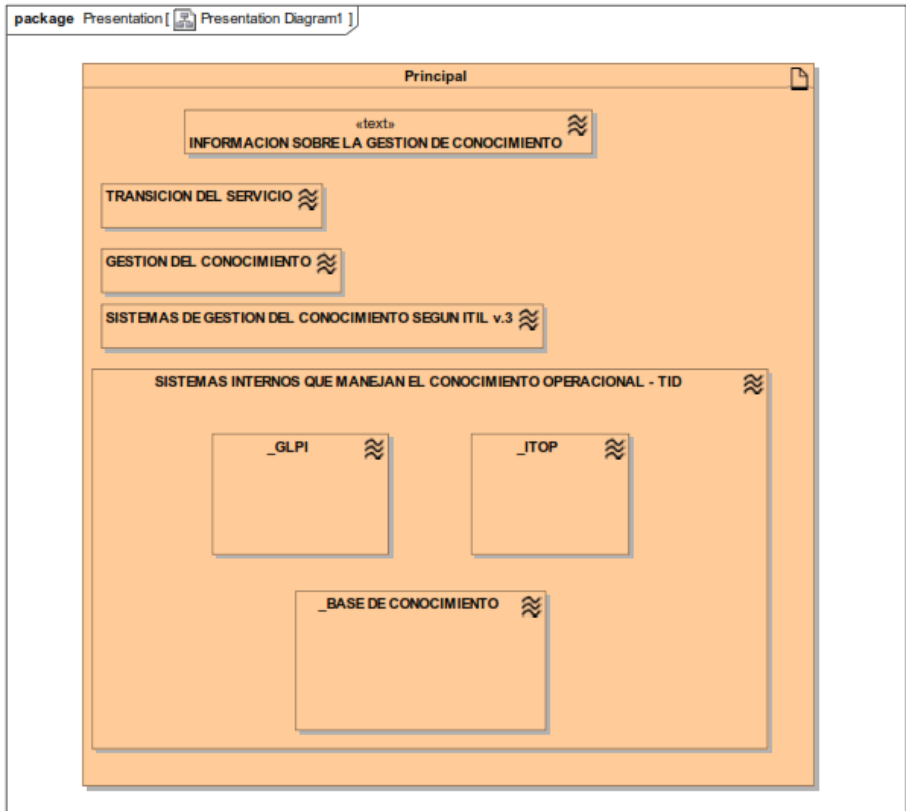 package Presentation [ Presentation Diagram1 ]
Principal
«text»
INFORMACION SOBRE LA GESTION DE CONOCIMIENTO
TRANSICION DEL SERVICIO
GESTION DEL CONOCIMIENTO
SISTEMAS DE GESTION DEL CONOCIMIENTO SEGUN ITIL v.3
SISTEMAS INTERNOS QUE MANEJAN EL CONOCIMIENTO OPERACIONAL - TID
_GLPI
_ITOP
_BASE DE CONOCIMIENTO